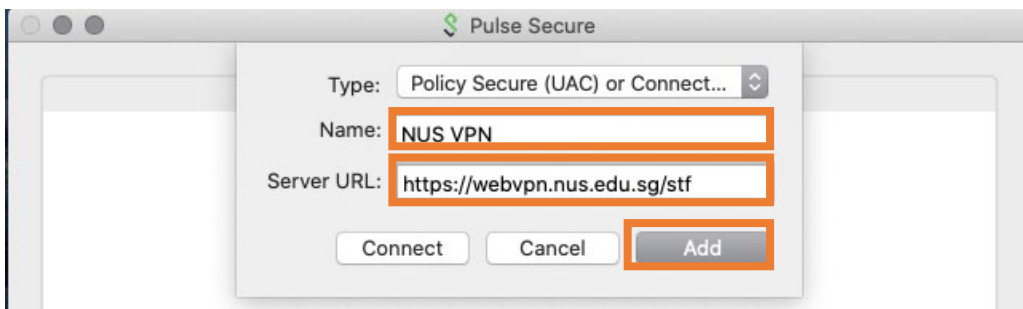 Pulse Secure
Type: Policy Secure (UAC) or Connect...
Name: NUS VPN
Server URL: https://webvpn.nus.edu.sg/stf
Connect Cancel Add